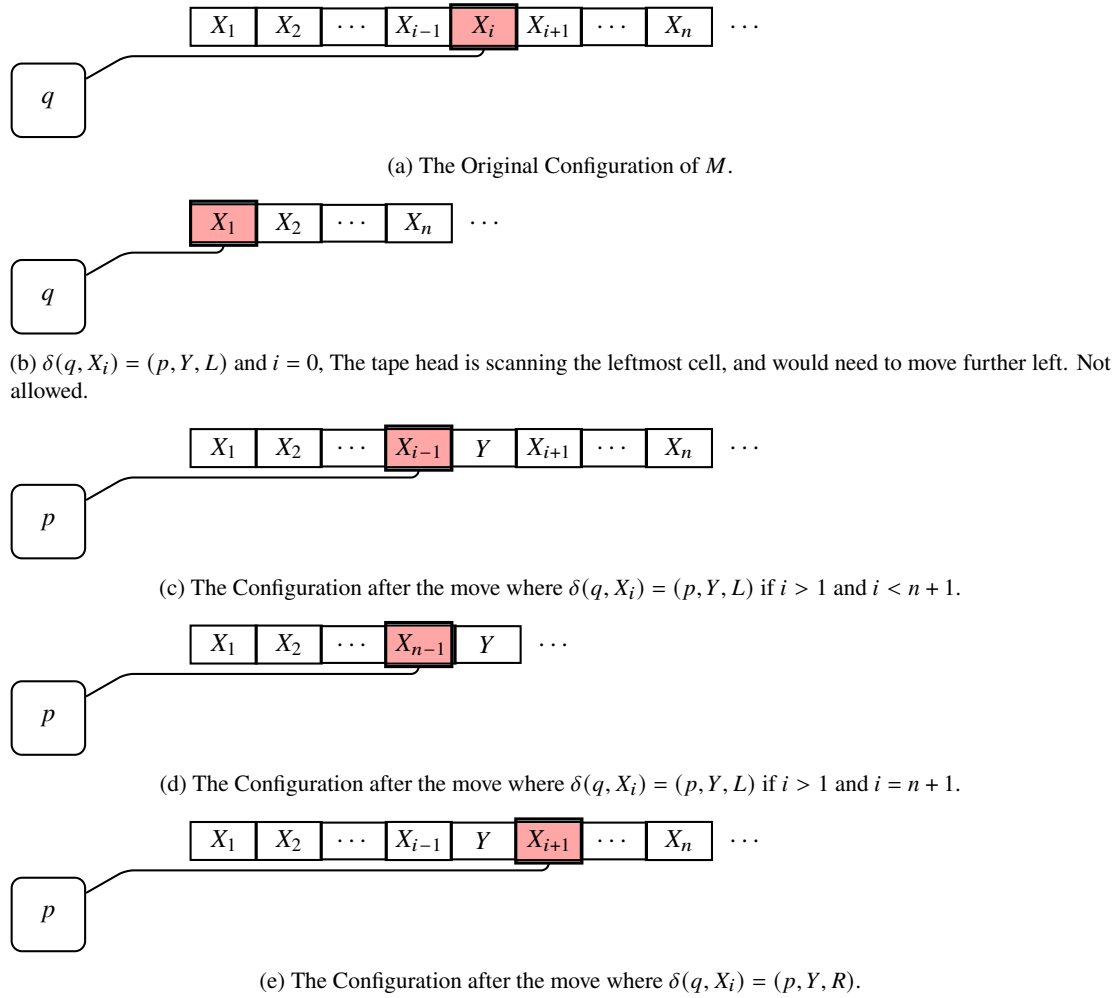 X₁ X₂ ⋯ Xᵢ₋₁ Xᵢ Xᵢ₊₁ ⋯ Xₙ ⋯
q
(a) The Original Configuration of M.
X₁ X₂ ⋯ Xₙ ⋯
q
(b) δ(q, Xᵢ) = (p, Y, L) and i = 0, The tape head is scanning the leftmost cell, and would need to move further left. Not
allowed.
X₁ X₂ ⋯ Xᵢ₋₁ Y Xᵢ₊₁ ⋯ Xₙ ⋯
p
(c) The Configuration after the move where δ(q, Xᵢ) = (p, Y, L) if i > 1 and i < n + 1.
X₁ X₂ ⋯ Xₙ₋₁ Y ⋯
p
(d) The Configuration after the move where δ(q, Xᵢ) = (p, Y, L) if i > 1 and i = n + 1.
X₁ X₂ ⋯ Xᵢ₋₁ Y Xᵢ₊₁ ⋯ Xₙ ⋯
p
(e) The Configuration after the move where δ(q, Xᵢ) = (p, Y, R).